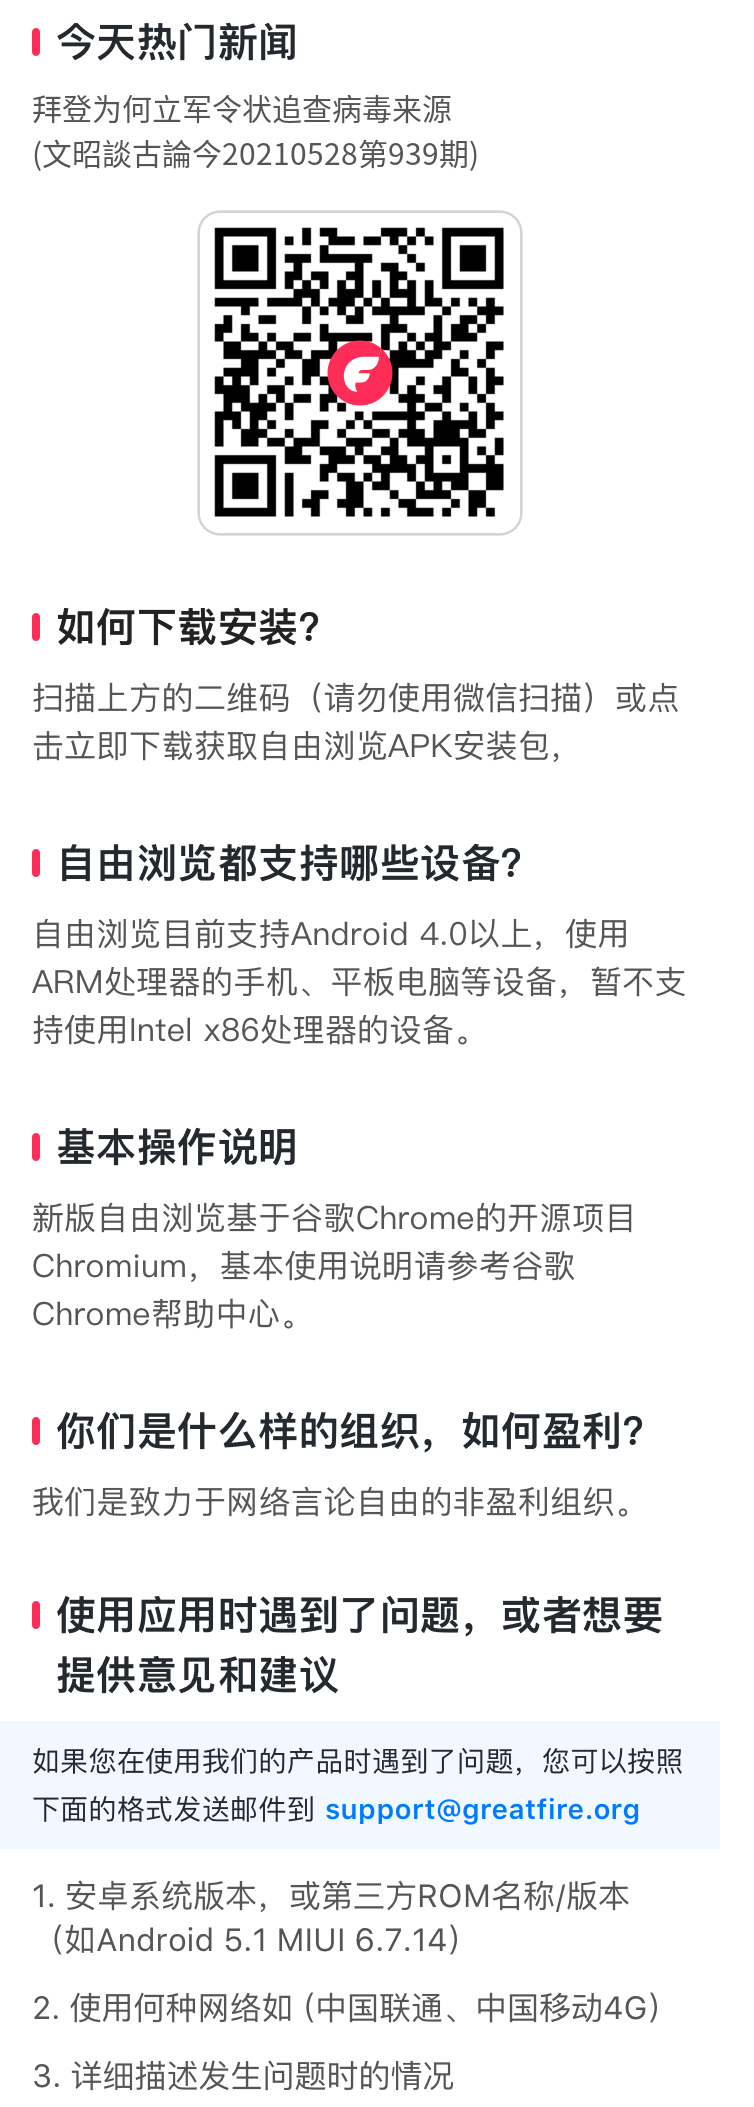 今天热门新闻
拜登为何立军令状追查病毒来源
(文昭談古論今20210528第939期)
如何下载安装?
扫描上方的二维码（请勿使用微信扫描）或点
击立即下载获取自由浏览APK安装包，
自由浏览都支持哪些设备?
自由浏览目前支持Android 4.0以上，使用
ARM处理器的手机、平板电脑等设备，暂不支
持使用Intel x86处理器的设备。
基本操作说明
新版自由浏览基于谷歌Chrome的开源项目
Chromium，基本使用说明请参考谷歌
Chrome帮助中心。
你们是什么样的组织，如何盈利?
我们是致力于网络言论自由的非盈利组织。
使用应用时遇到了问题，或者想要
提供意见和建议
如果您在使用我们的产品时遇到了问题，您可以按照
下面的格式发送邮件到 support@greatfire.org
1. 安卓系统版本，或第三方ROM名称/版本
（如Android 5.1 MIUI 6.7.14）
2. 使用何种网络如 (中国联通、中国移动4G）
3. 详细描述发生问题时的情况